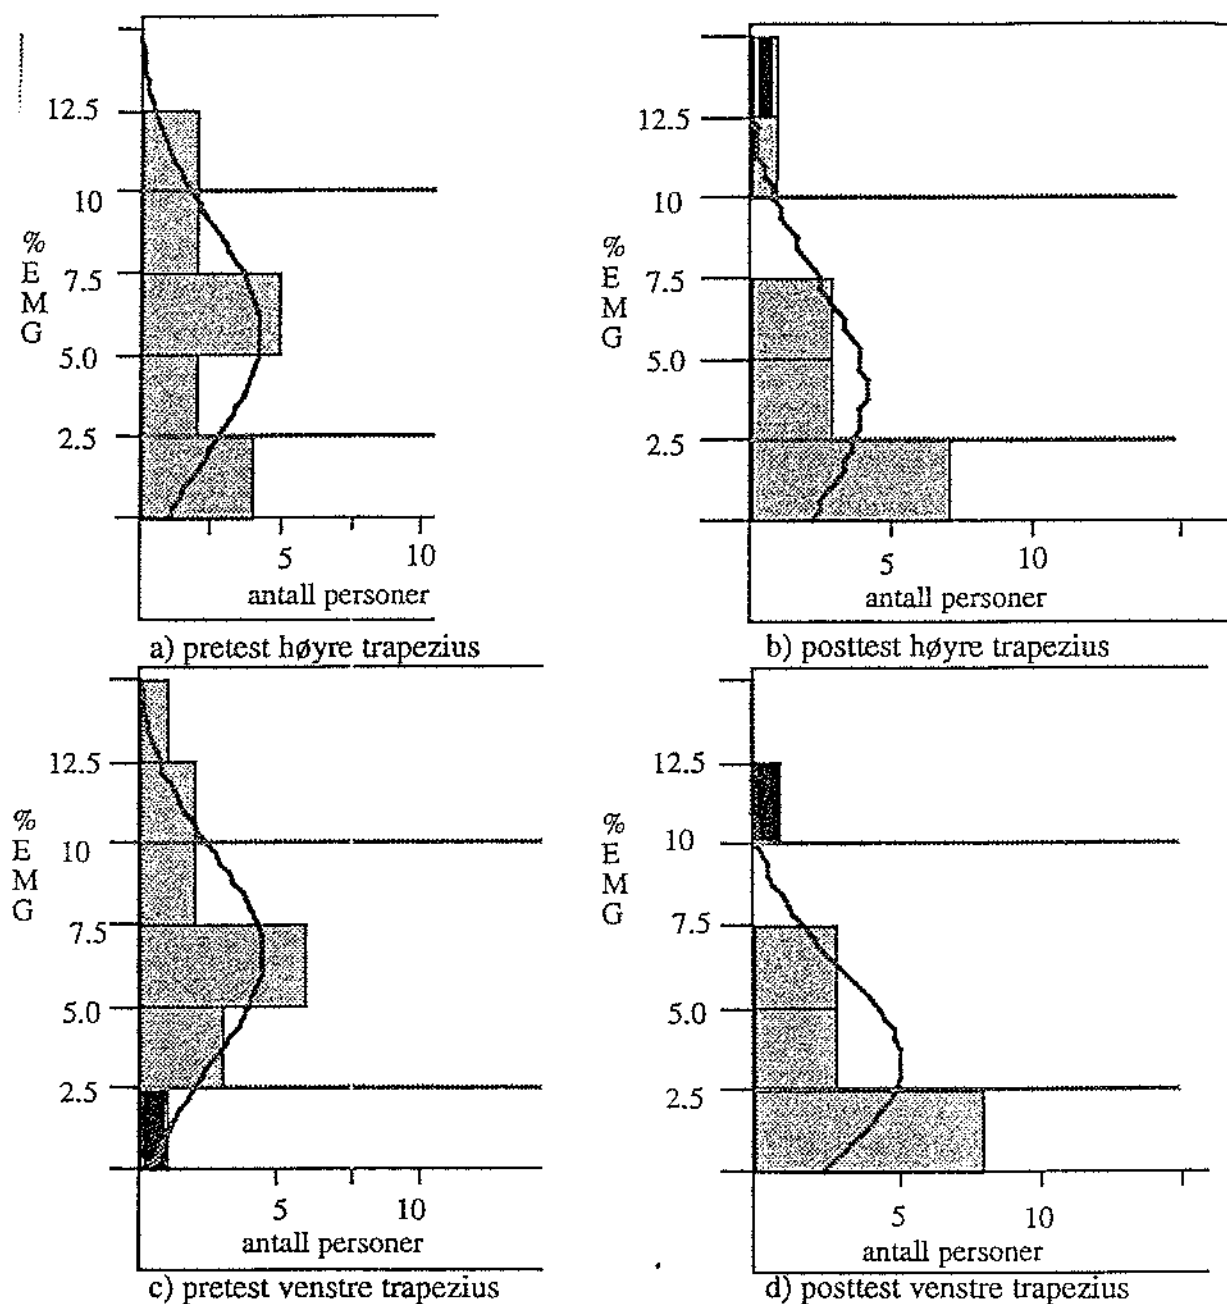 12.5
10
7.5
5.0
2.5
%
E
M
G
5 10
antall personer
a) pretest høyre trapezius
12.5
10
7.5
5.0
2.5
%
E
M
G
5 10
antall personer
b) posttest høyre trapezius
12.5
10
7.5
5.0
2.5
%
E
M
G
5 10
antall personer
c) pretest venstre trapezius
12.5
10
7.5
5.0
2.5
%
E
M
G
5 10
antall personer
d) posttest venstre trapezius